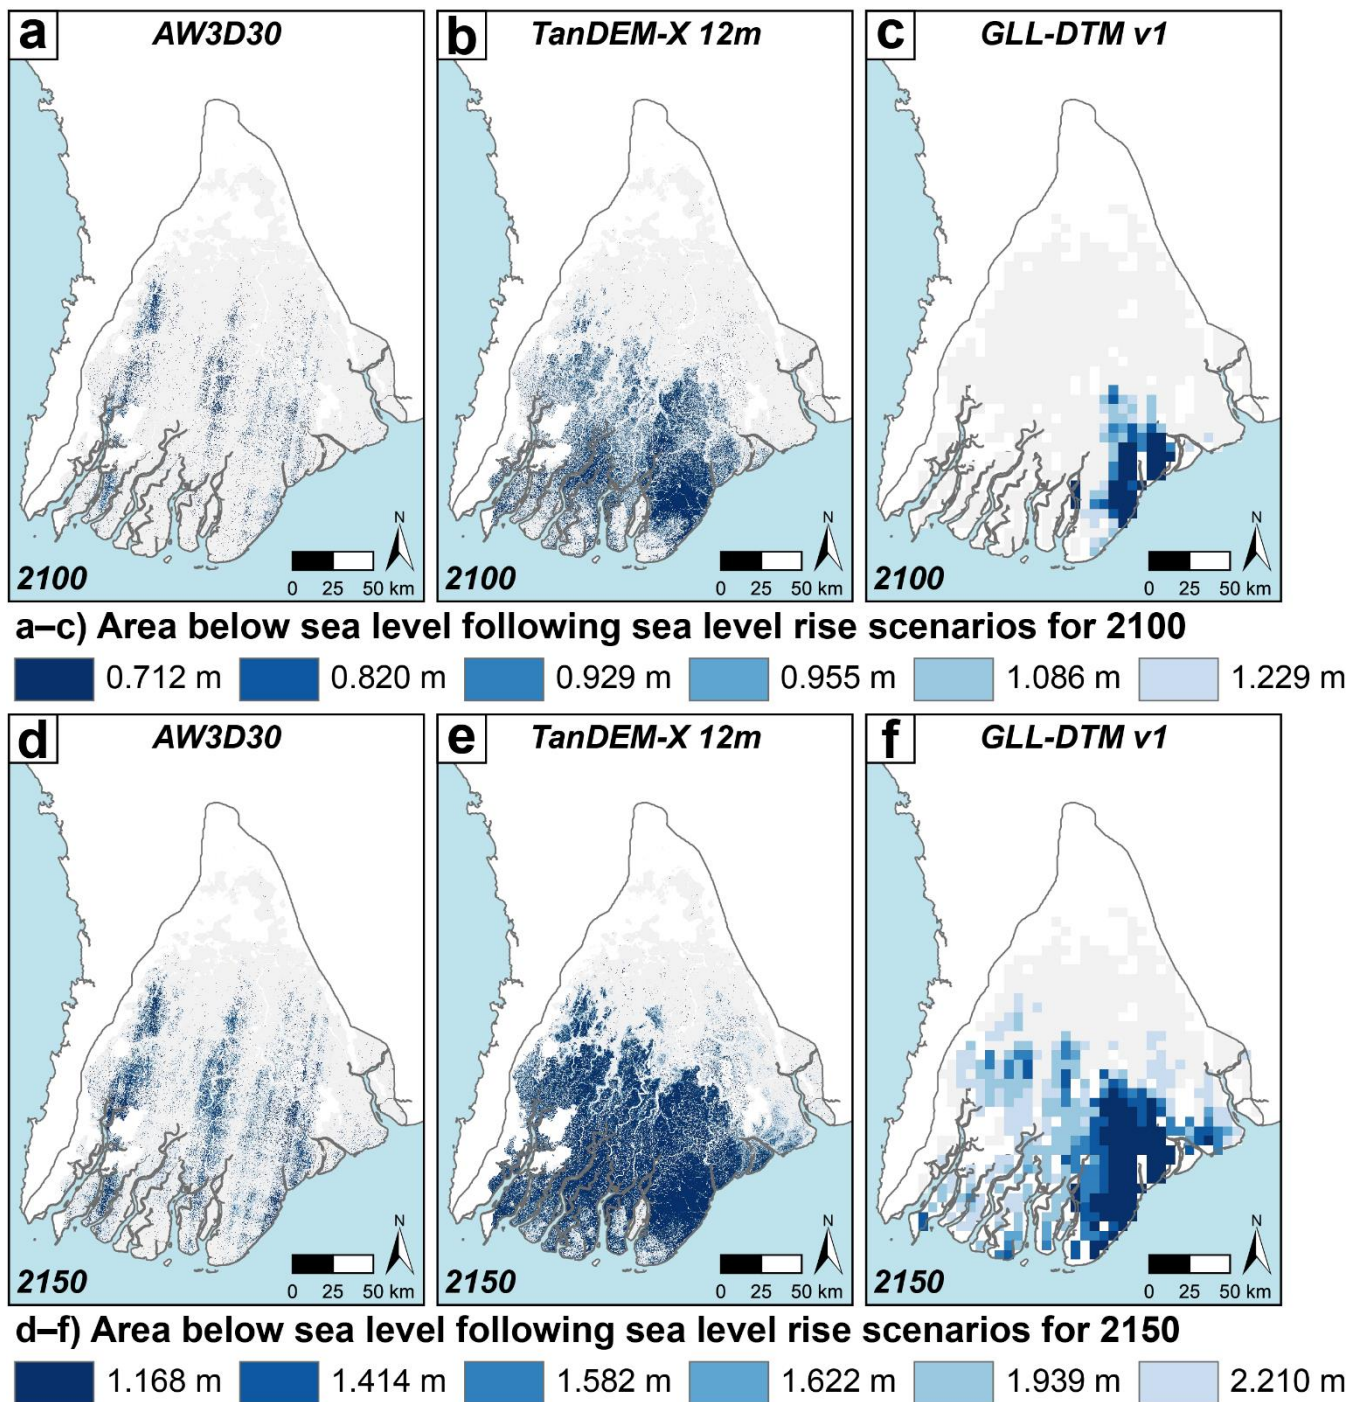 a AW3D30
b TanDEM-X 12m
c GLL-DTM v1
N
0 25 50 km
2100
N
0 25 50 km
2100
N
0 25 50 km
2100
a–c) Area below sea level following sea level rise scenarios for 2100
0.712 m 0.820 m 0.929 m 0.955 m 1.086 m 1.229 m
d AW3D30
e TanDEM-X 12m
f GLL-DTM v1
N
0 25 50 km
2150
N
0 25 50 km
2150
N
0 25 50 km
2150
d–f) Area below sea level following sea level rise scenarios for 2150
1.168 m 1.414 m 1.582 m 1.622 m 1.939 m 2.210 m